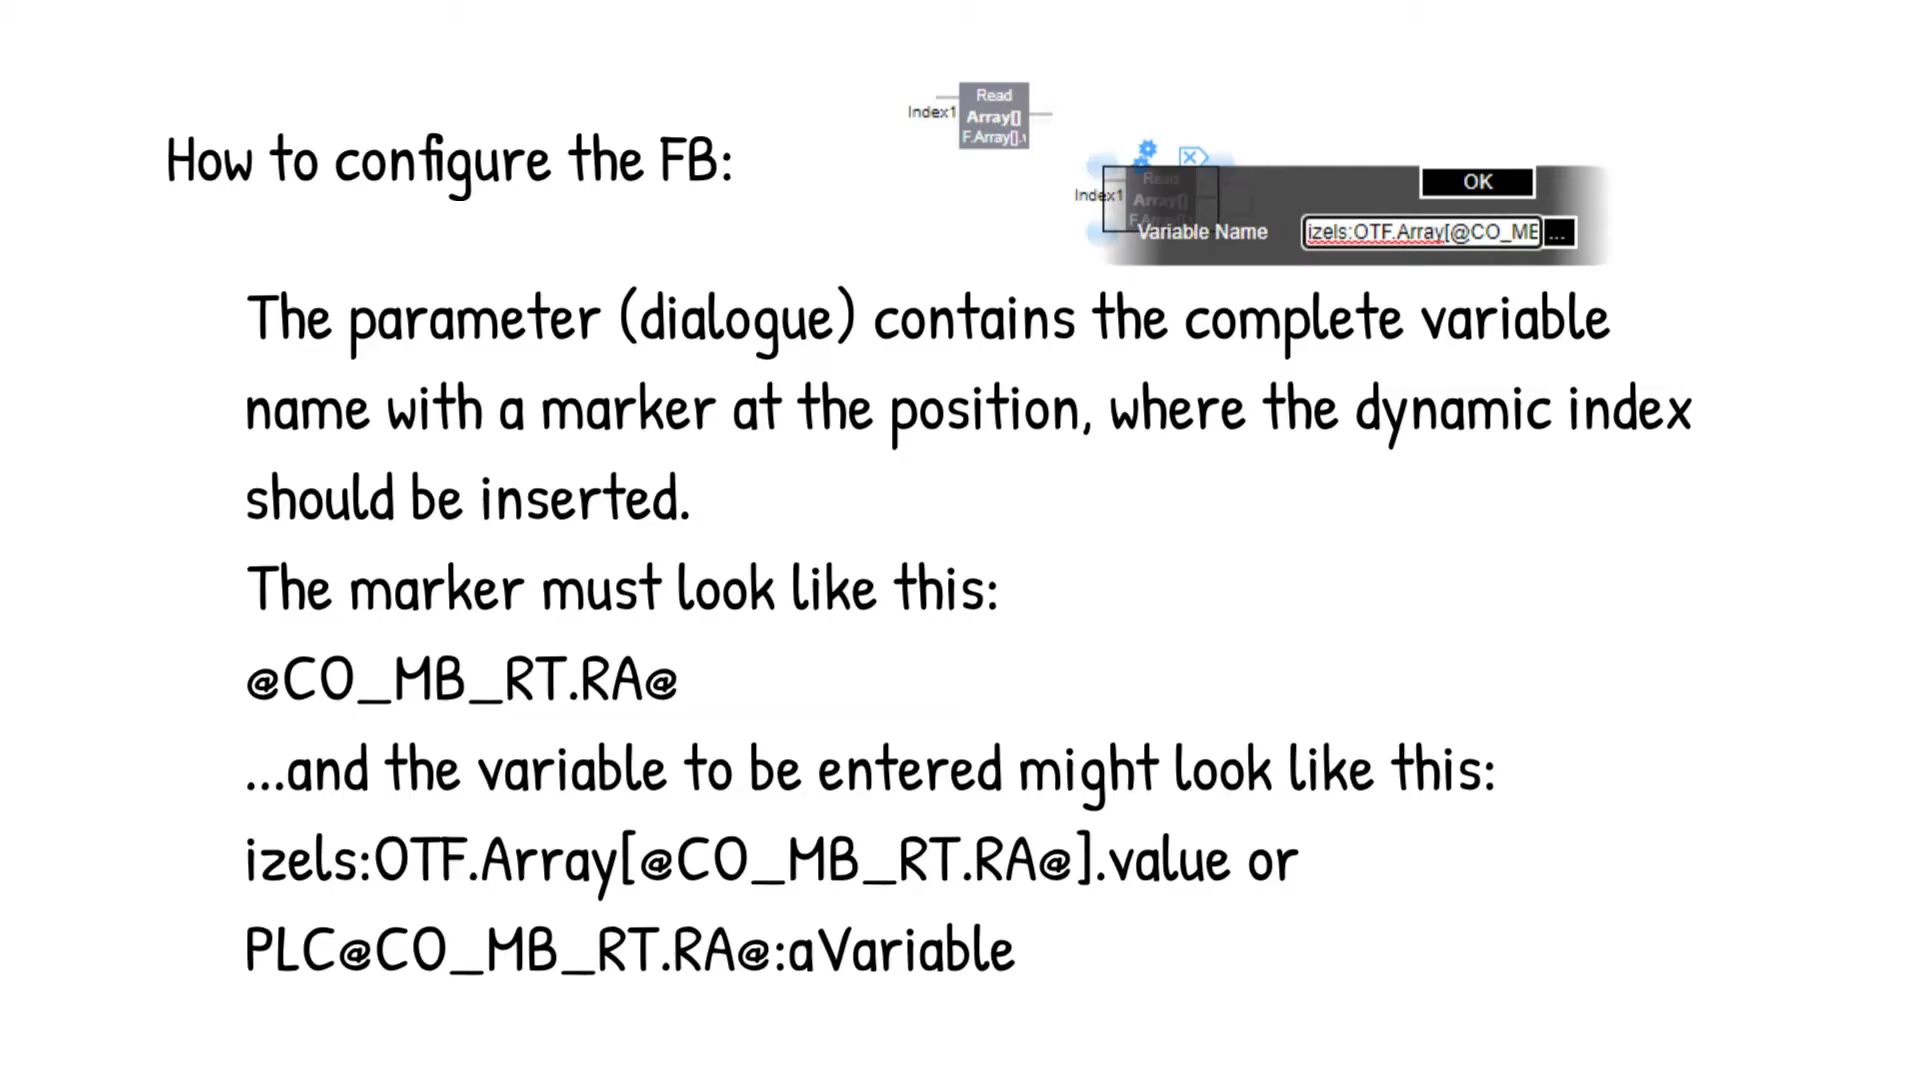 Read
Index1
Array[]
F.Array[].v
How to configure the FB:
OK
Read
Index1
Array[]
Variable Name
izels:OTF.Array[@CO_ME
...
The parameter (dialogue) contains the complete variable
name with a marker at the position, where the dynamic index
should be inserted.
The marker must look like this:
@CO_MB_RT.RA@
...and the variable to be entered might look like this:
izels:OTF.Array[@CO_MB_RT.RA@].value or
PLC@CO_MB_RT.RA@:aVariable